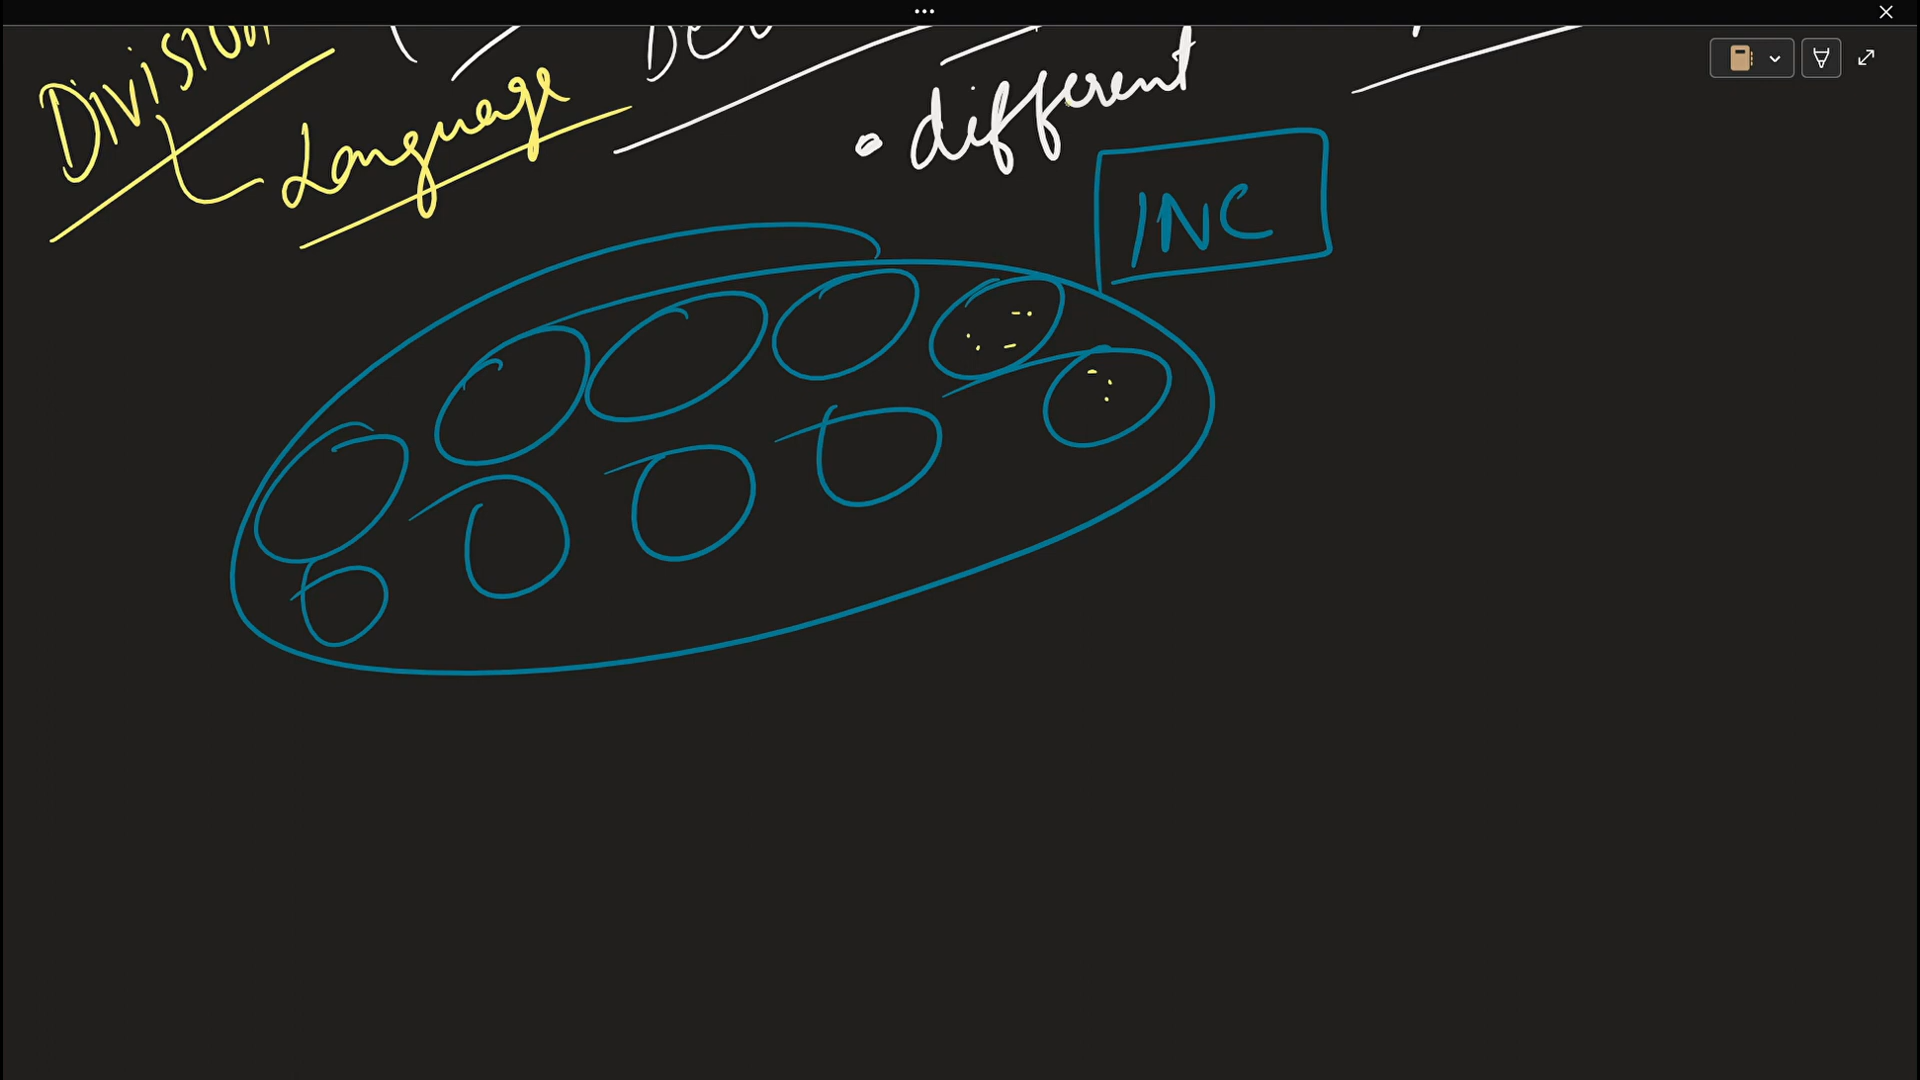 Division
Language
• different
INC